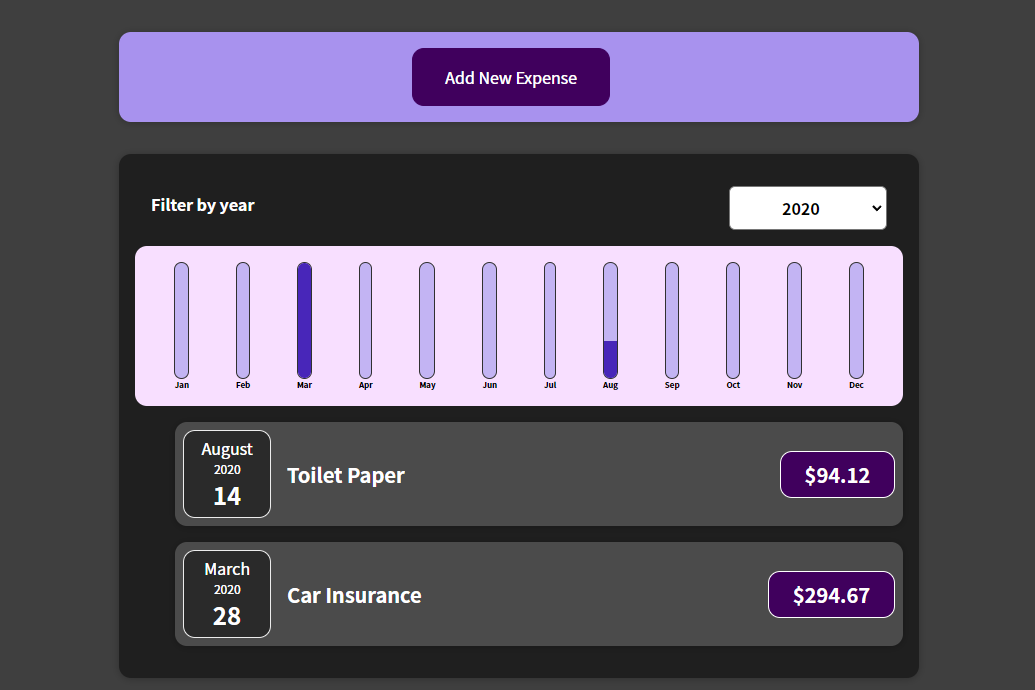 Add New Expense
Filter by year
2020
Jan Feb Mar Apr May Jun Jul Aug Sep Oct Nov Dec
August
2020
14
Toilet Paper
$94.12
March
2020
28
Car Insurance
$294.67